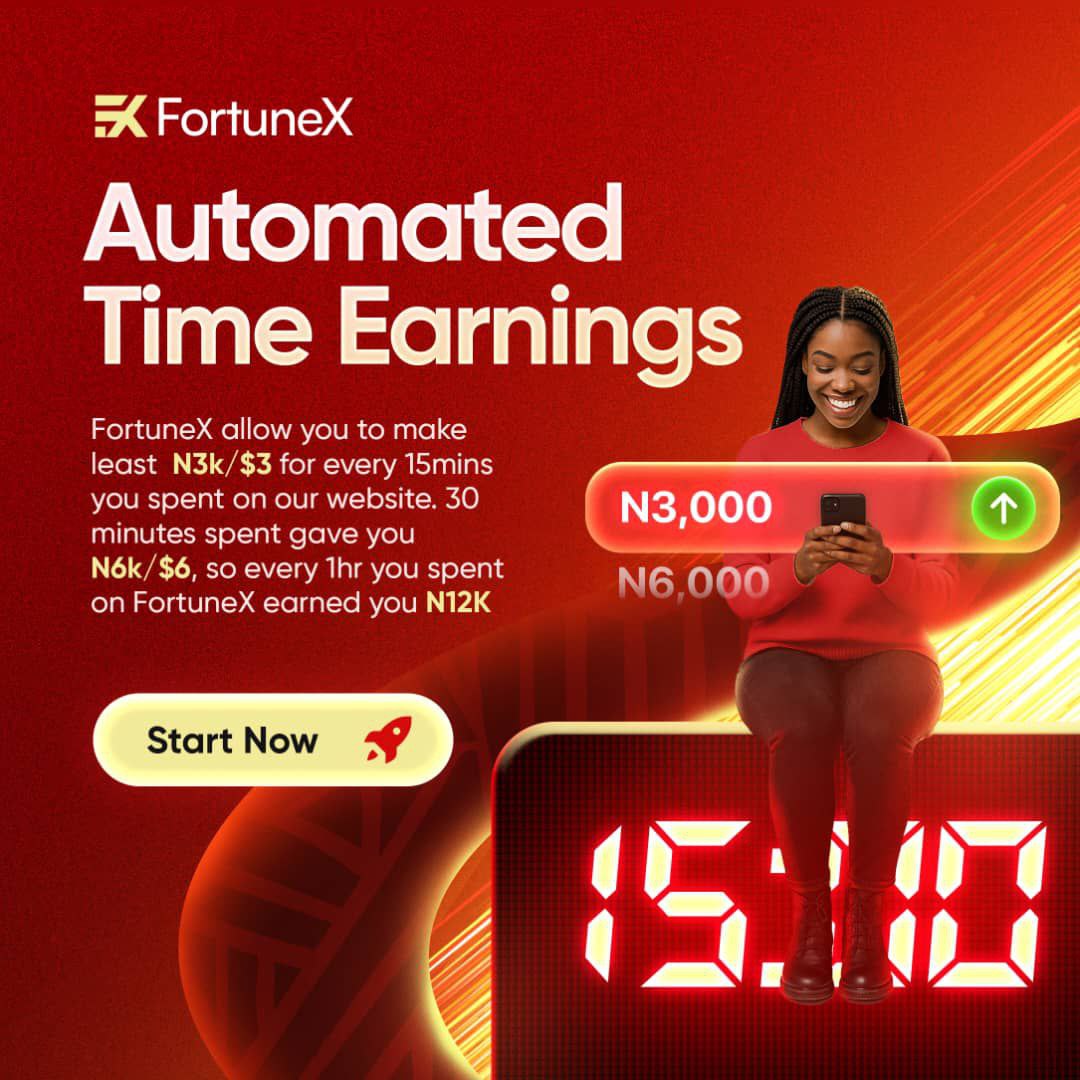 FortuneX
Automated
Time Earnings
FortuneX allow you to make
least N3k/$3 for every 15mins
you spent on our website. 30
minutes spent gave you
N6k/$6, so every 1hr you spent
on FortuneX earned you N12K
N3,000
N6,000
Start Now
15:10